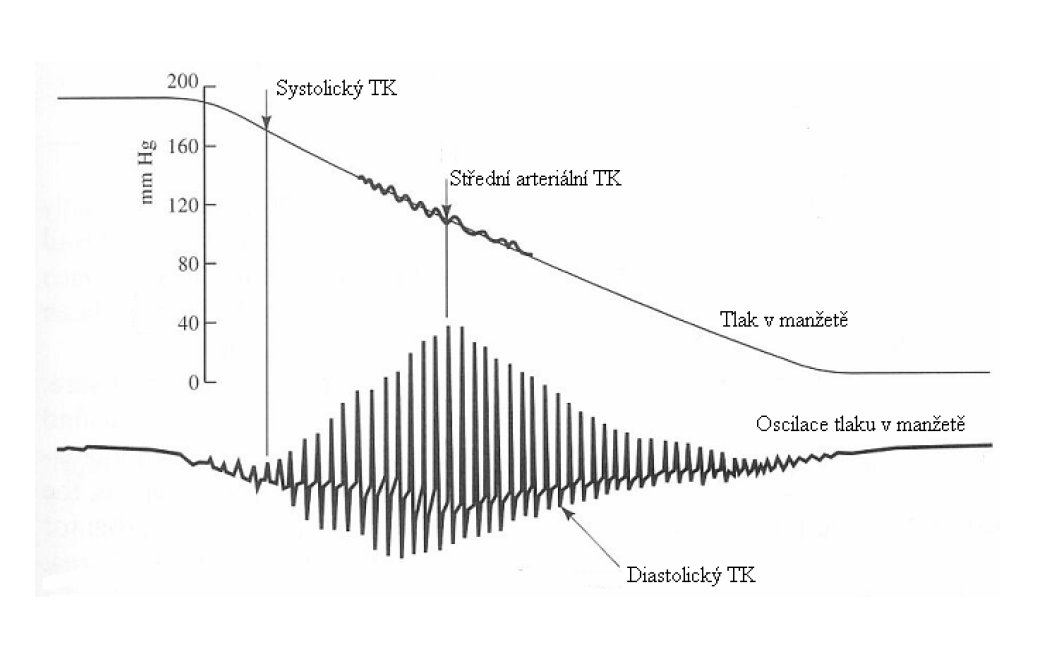 200
Systolický TK
160
mm Hg
Střední arteriální TK
120
80
40
Tlak v manžetě
0
Oscilace tlaku v manžetě
Diastolický TK